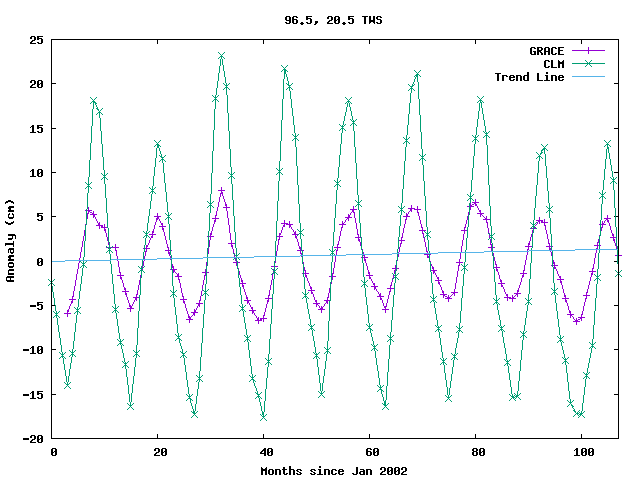 96.5, 20.5 TWS
GRACE
CLM
Trend Line
25
20
15
10
5
0
-5
-10
-15
-20
Anomaly (cm)
0 20 40 60 80 100
Months since Jan 2002